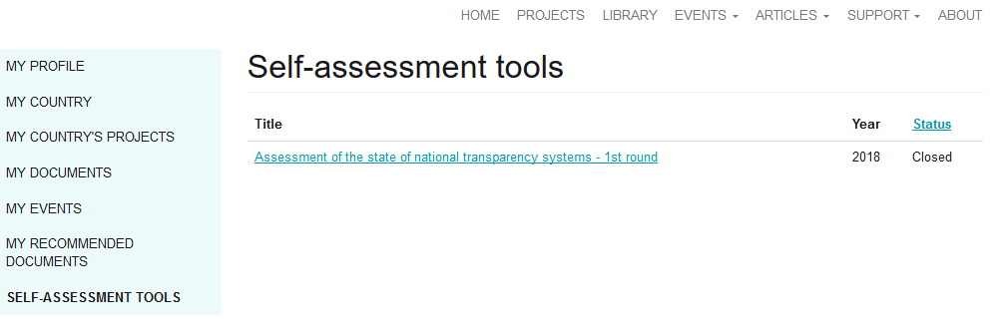 HOME PROJECTS LIBRARY EVENTS ARTICLES SUPPORT ABOUT
MY PROFILE
MY COUNTRY
MY COUNTRY'S PROJECTS
MY DOCUMENTS
MY EVENTS
MY RECOMMENDED
DOCUMENTS
SELF-ASSESSMENT TOOLS
Self-assessment tools
Title Year Status
Assessment of the state of national transparency systems - 1st round 2018 Closed